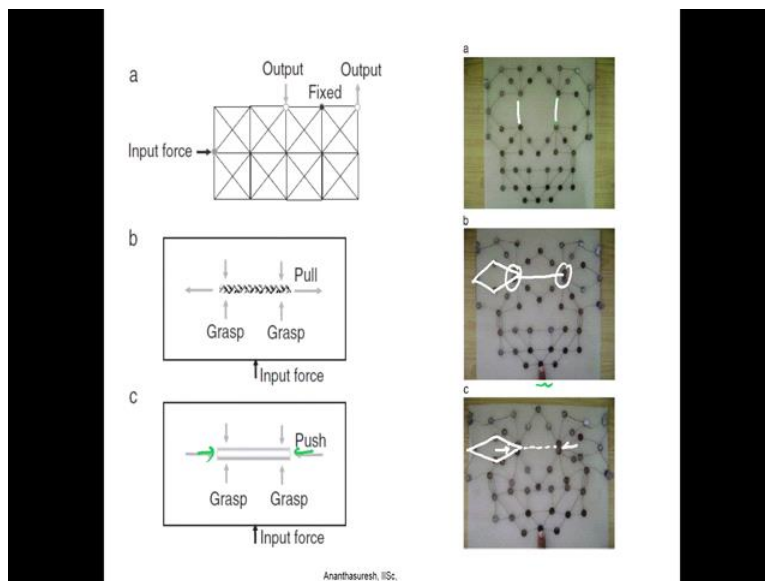 a
Output Output
Fixed
Input force
b
Pull
Grasp Grasp
Input force
c
Push
Grasp Grasp
Input force
a
b
c
Ananthasuresh, IISc,